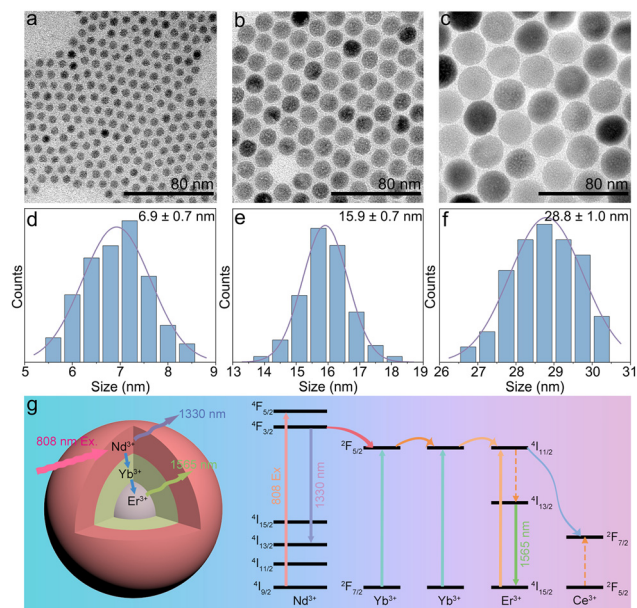 a
b
c
80 nm
80 nm
80 nm
d
6.9 ± 0.7 nm
e
15.9 ± 0.7 nm
f
28.8 ± 1.0 nm
Counts
Counts
Counts
5 6 7 8 9
13 14 15 16 17 18 19
26 27 28 29 30 31
Size (nm)
Size (nm)
Size (nm)
g
808 nm Ex.
1330 nm
Nd³⁺
Yb³⁺
Er³⁺
⁴F₅/₂
⁴F₃/₂
⁴I₁₅/₂
⁴I₁₃/₂
⁴I₁₁/₂
⁴I₉/₂
808 Ex
1330 nm
Nd³⁺
²F₅/₂
²F₇/₂
Yb³⁺
Yb³⁺
⁴I₁₁/₂
⁴I₁₃/₂
1565 nm
⁴I₁₅/₂
Er³⁺
²F₇/₂
²F₅/₂
Ce³⁺